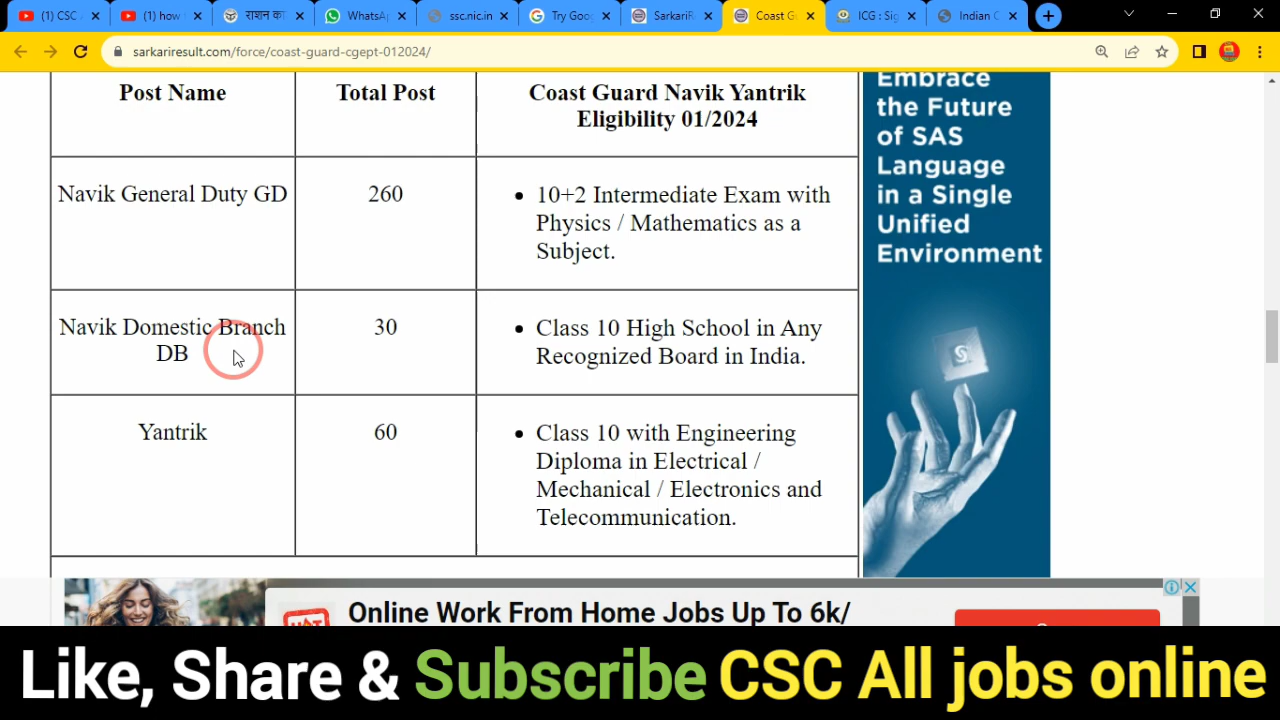 (1) CSC
(1) how
राशन का
WhatsA
ssc.nic.in
Try Goo
SarkariR
Coast G
ICG : Sig
Indian C
sarkariresult.com/force/coast-guard-cgept-012024/
Post Name
Total Post
Coast Guard Navik Yantrik
Eligibility 01/2024
Navik General Duty GD
260
• 10+2 Intermediate Exam with
Physics / Mathematics as a
Subject.
Navik Domestic Branch
DB
30
• Class 10 High School in Any
Recognized Board in India.
Yantrik
60
• Class 10 with Engineering
Diploma in Electrical /
Mechanical / Electronics and
Telecommunication.
Embrace
the Future
of SAS
Language
in a Single
Unified
Environment
Online Work From Home Jobs Up To 6k/
Like, Share & Subscribe CSC All jobs online